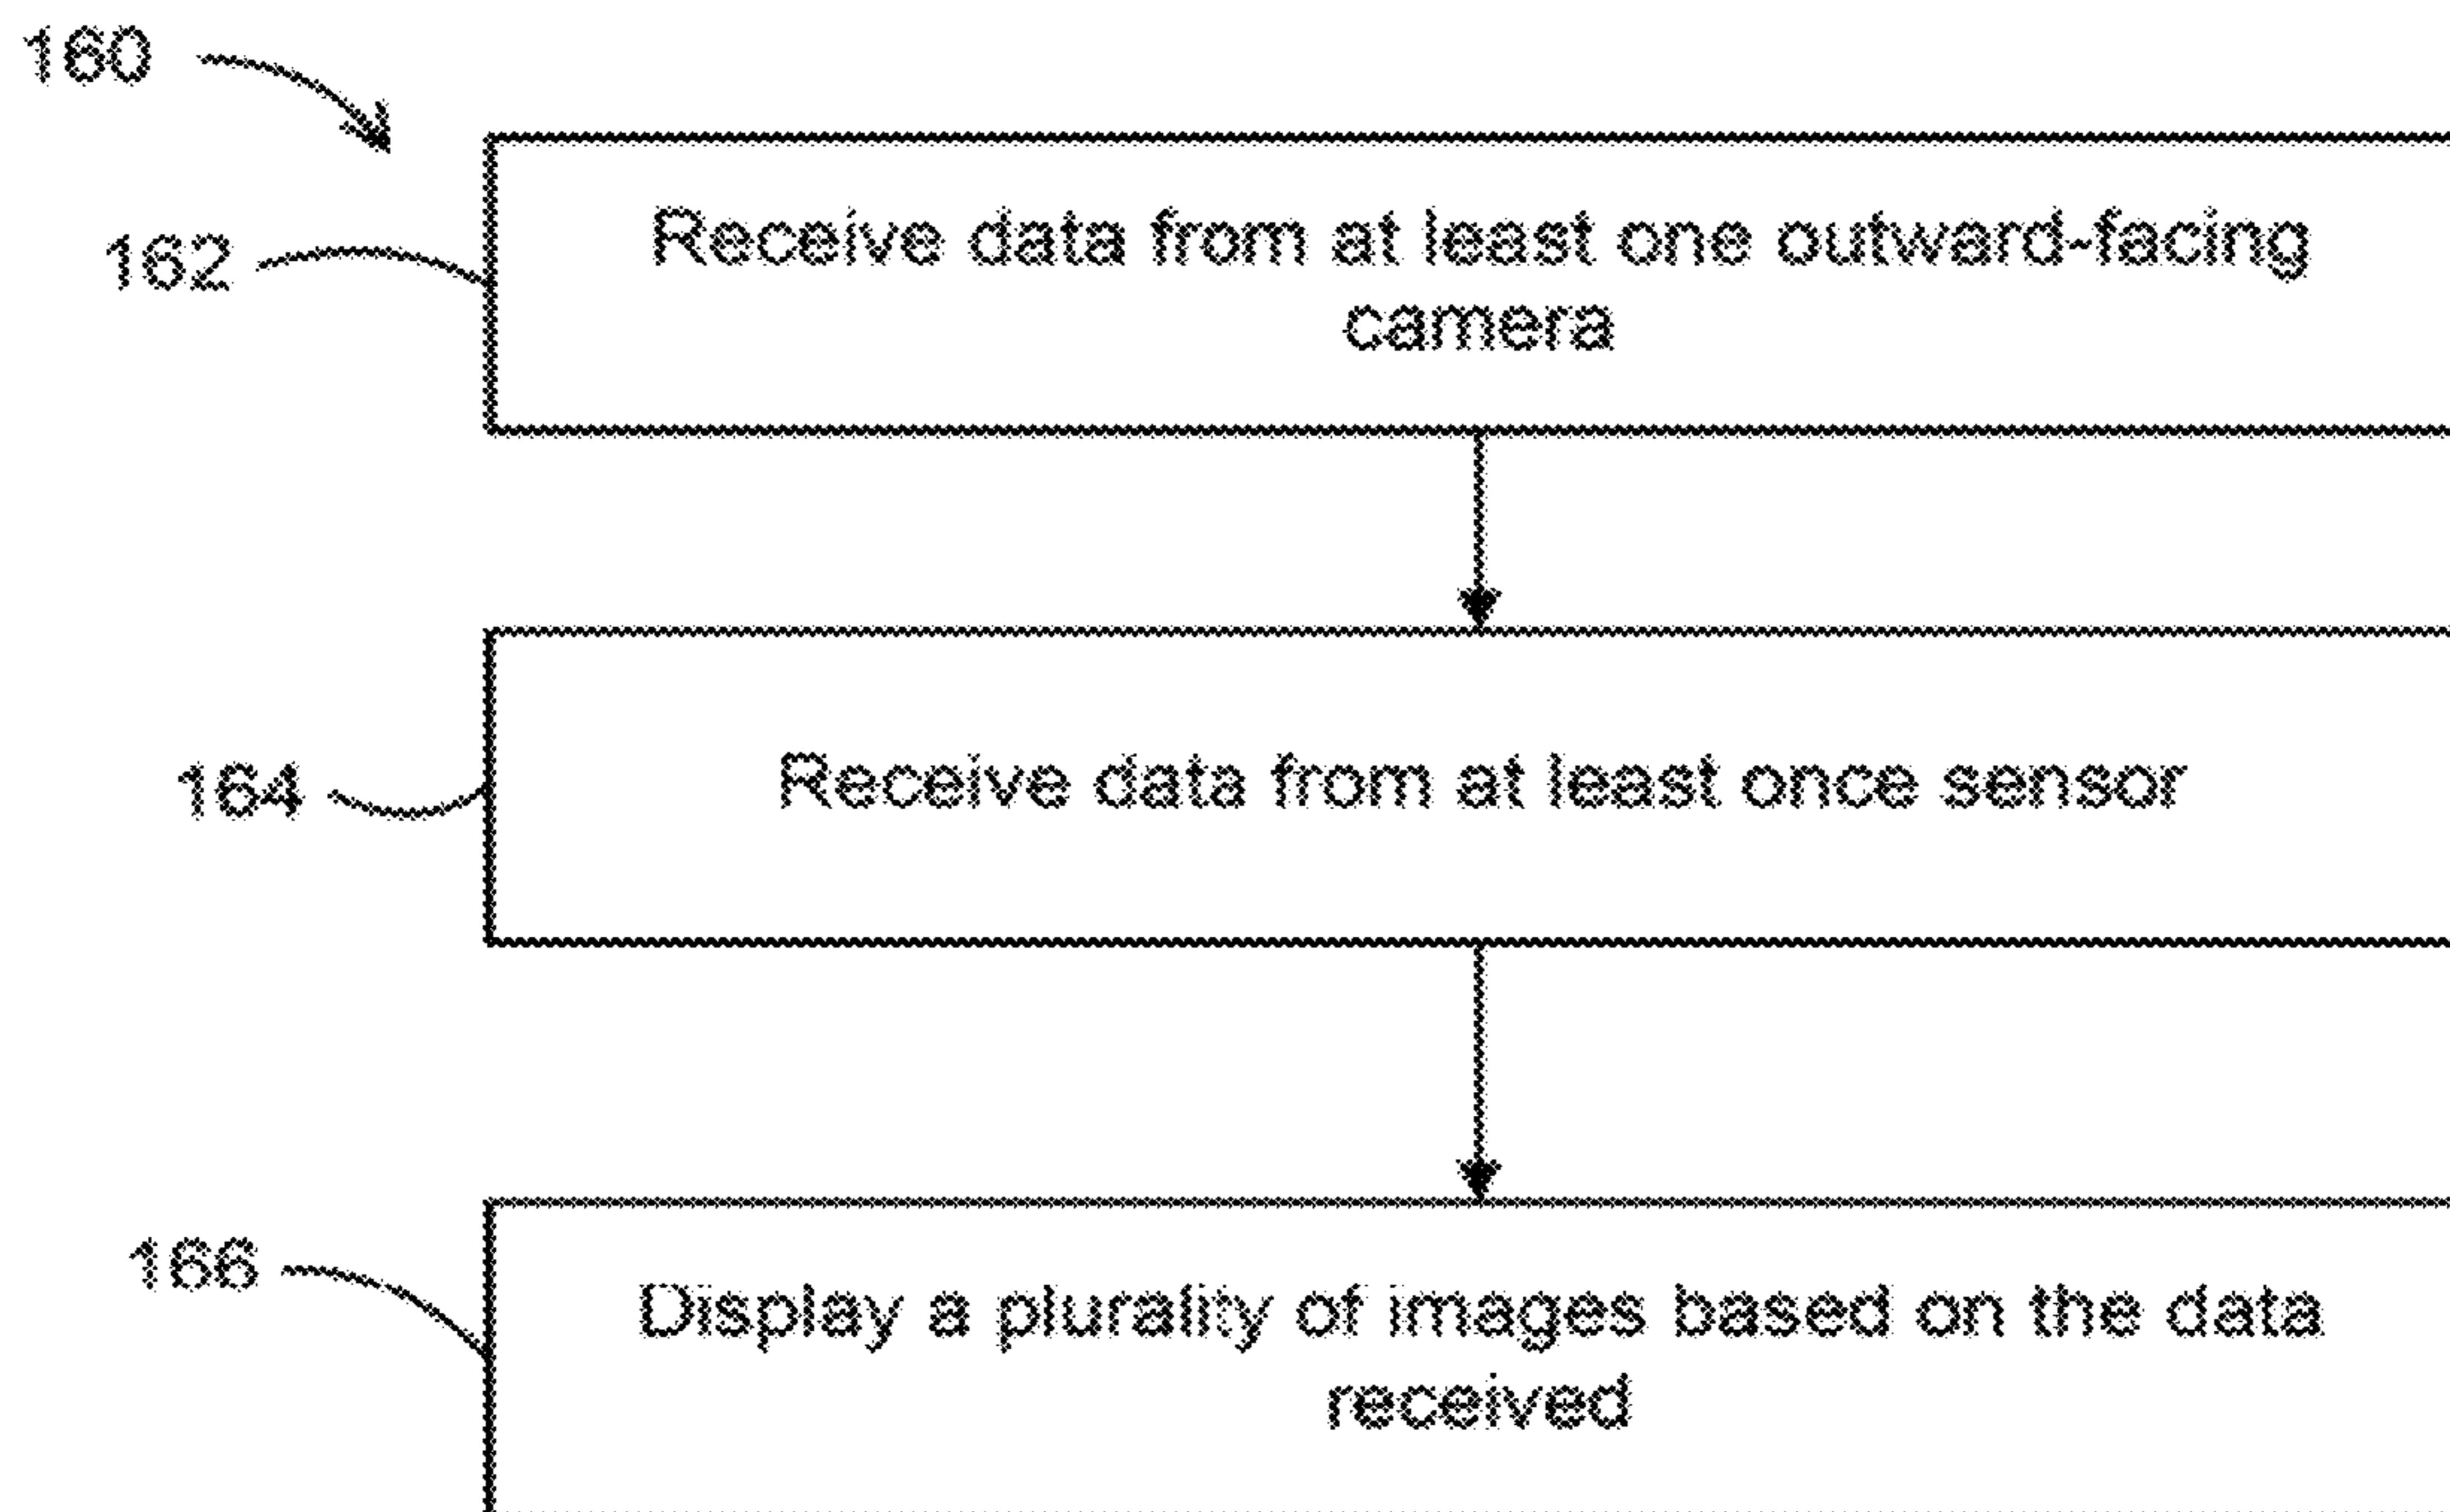 160
162
Receive data from at least one outward-facing
camera
164
Receive data from at least once sensor
166
Display a plurality of images based on the data
received